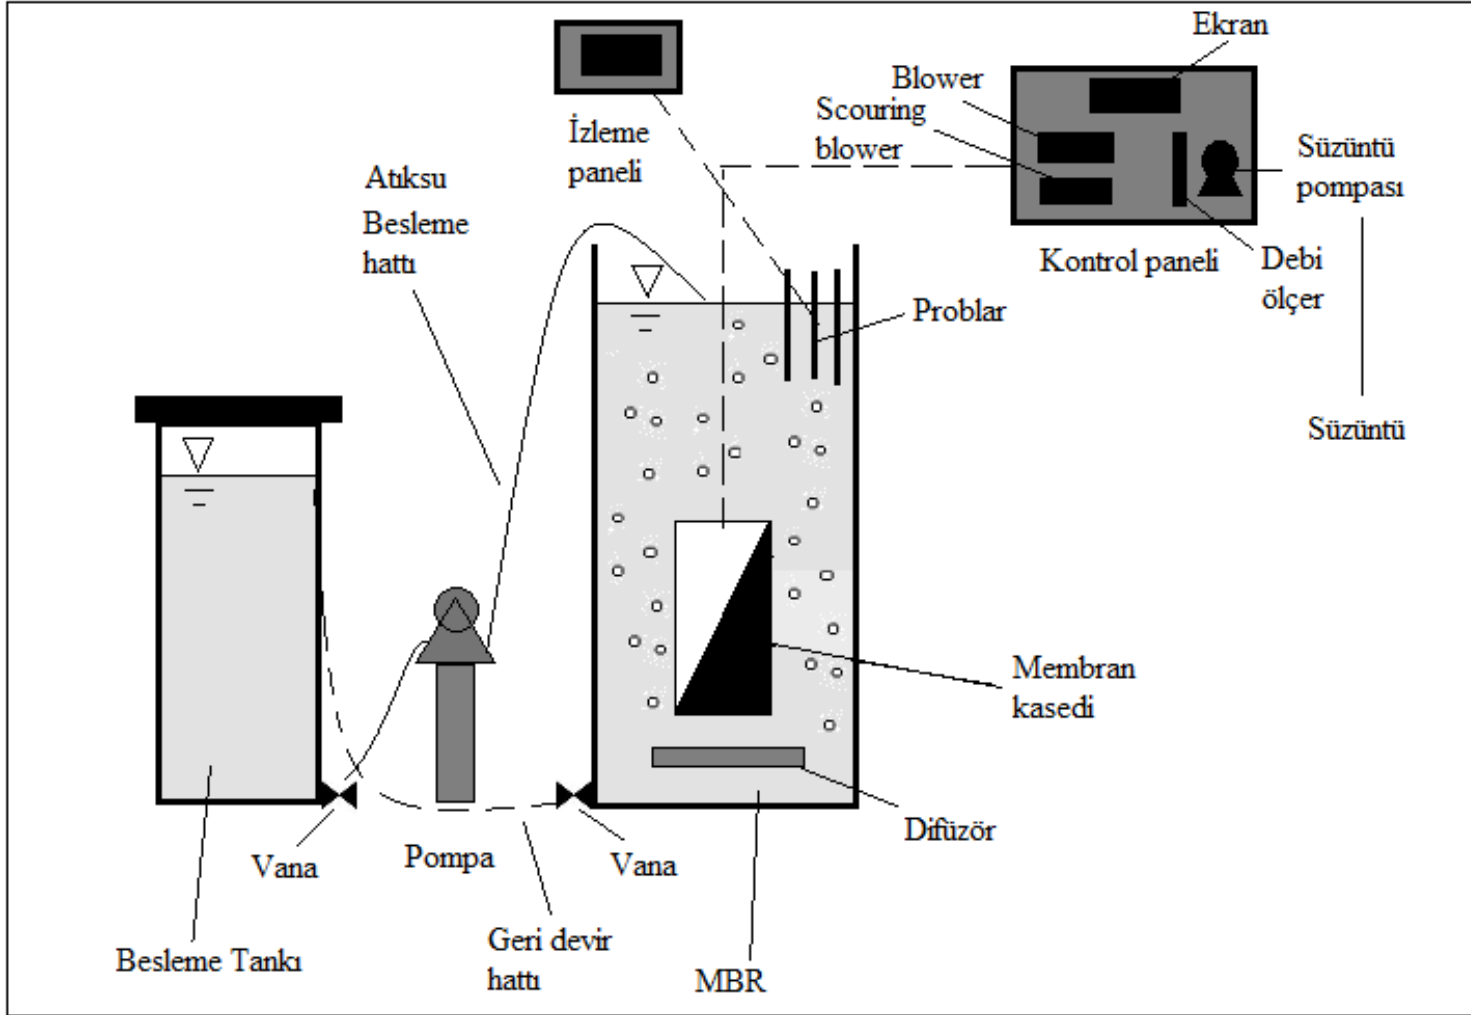 Ekran
Blower
Scouring
blower
İzleme
paneli
Süzüntü
pompası
Atıksu
Besleme
hattı
Kontrol paneli
Debi
ölçer
Problar
Süzüntü
Membran
kasedi
Difüzör
Vana
Pompa
Vana
Besleme Tankı
Geri devir
hattı
MBR